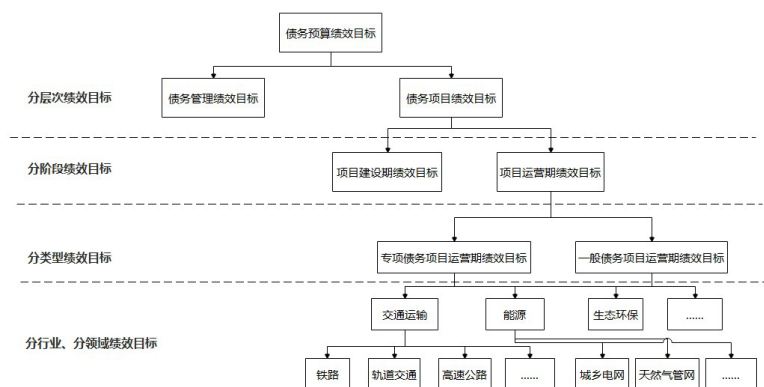 债务预算绩效目标
分层次绩效目标
债务管理绩效目标
债务项目绩效目标
分阶段绩效目标
项目建设期绩效目标
项目运营期绩效目标
分类型绩效目标
专项债务项目运营期绩效目标
一般债务项目运营期绩效目标
分行业、分领域绩效目标
交通运输
能源
生态环保
......
铁路
轨道交通
高速公路
......
城乡电网
天然气管网
......